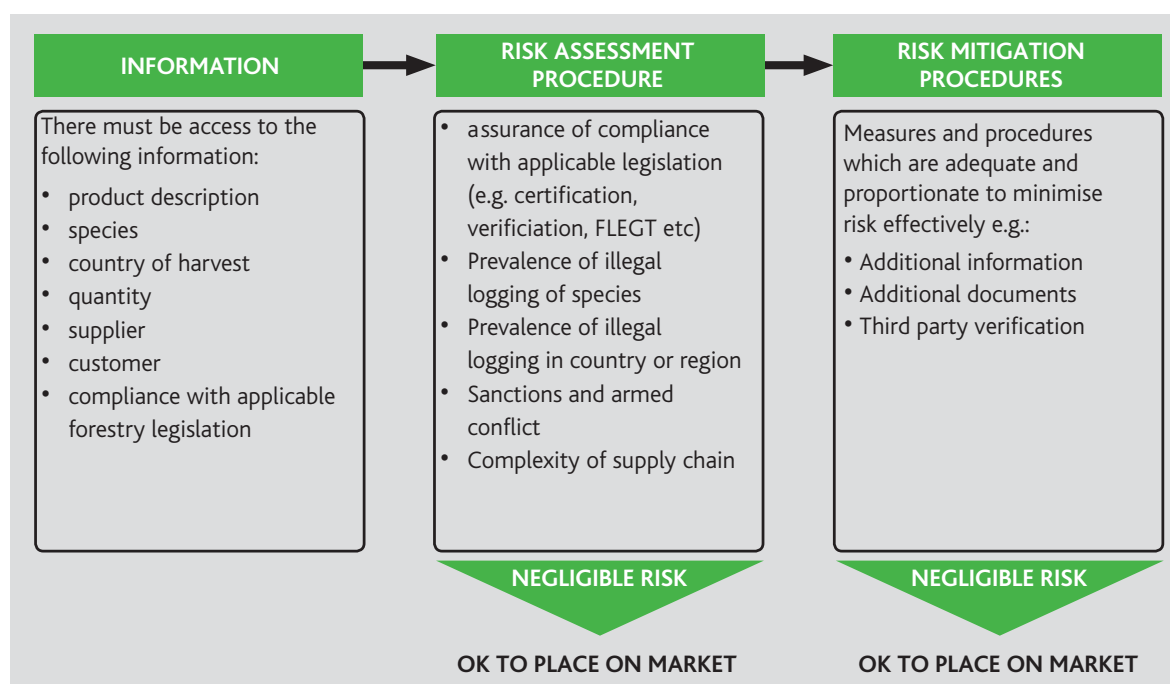 INFORMATION
There must be access to the
following information:
• product description
• species
• country of harvest
• quantity
• supplier
• customer
• compliance with applicable
forestry legislation
RISK ASSESSMENT
PROCEDURE
• assurance of compliance
with applicable legislation
(e.g. certification,
verificiation, FLEGT etc)
• Prevalence of illegal
logging of species
• Prevalence of illegal
logging in country or region
• Sanctions and armed
conflict
• Complexity of supply chain
NEGLIGIBLE RISK
OK TO PLACE ON MARKET
RISK MITIGATION
PROCEDURES
Measures and procedures
which are adequate and
proportionate to minimise
risk effectively e.g.:
• Additional information
• Additional documents
• Third party verification
NEGLIGIBLE RISK
OK TO PLACE ON MARKET